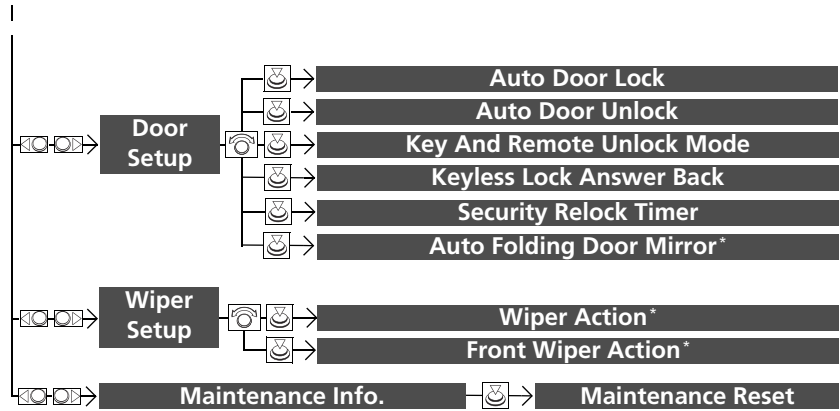 Door
Setup
Auto Door Lock
Auto Door Unlock
Key And Remote Unlock Mode
Keyless Lock Answer Back
Security Relock Timer
Auto Folding Door Mirror*
Wiper
Setup
Wiper Action*
Front Wiper Action*
Maintenance Info.
Maintenance Reset